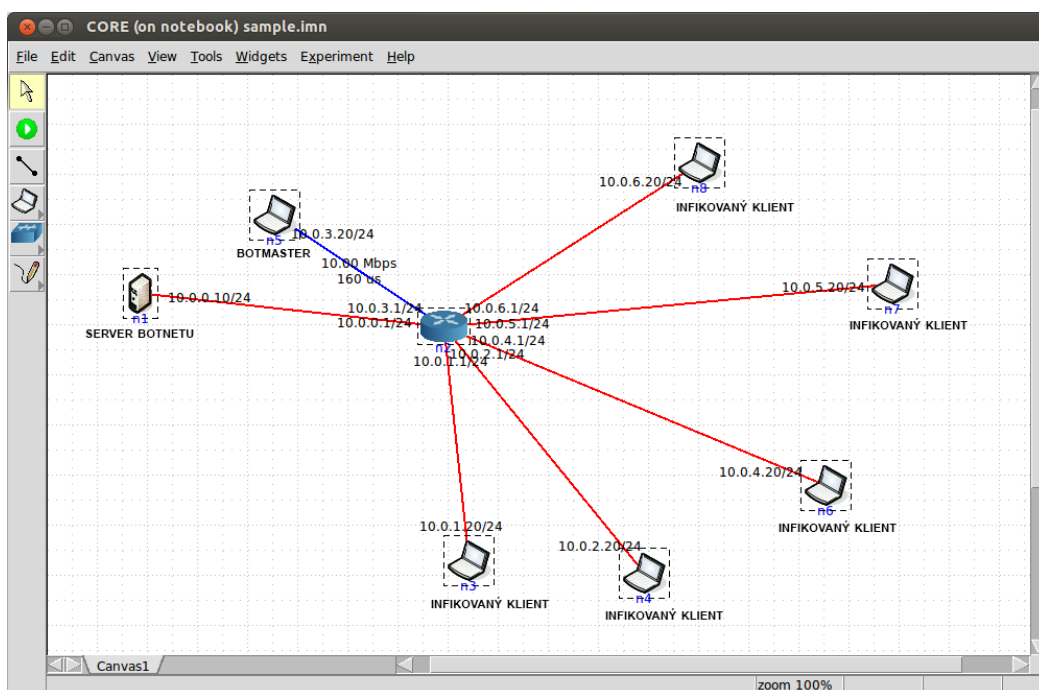 CORE (on notebook) sample.imn
File Edit Canvas View Tools Widgets Experiment Help
10.0.6.20/24
n8
INFIKOVANÝ KLIENT
10.0.3.20/24
n5
BOTMASTER
10.00 Mbps
160 us
10.0.5.20/24
n7
INFIKOVANÝ KLIENT
10.0.0.10/24
n1
SERVER BOTNETU
10.0.3.1/24
10.0.6.1/24
10.0.0.1/24
10.0.5.1/24
10.0.4.1/24
n2
10.0.2.1/24
10.0.1.1/24
10.0.4.20/24
n6
INFIKOVANÝ KLIENT
10.0.1.20/24
n3
INFIKOVANÝ KLIENT
10.0.2.20/24
n4
INFIKOVANÝ KLIENT
Canvas1
zoom 100%